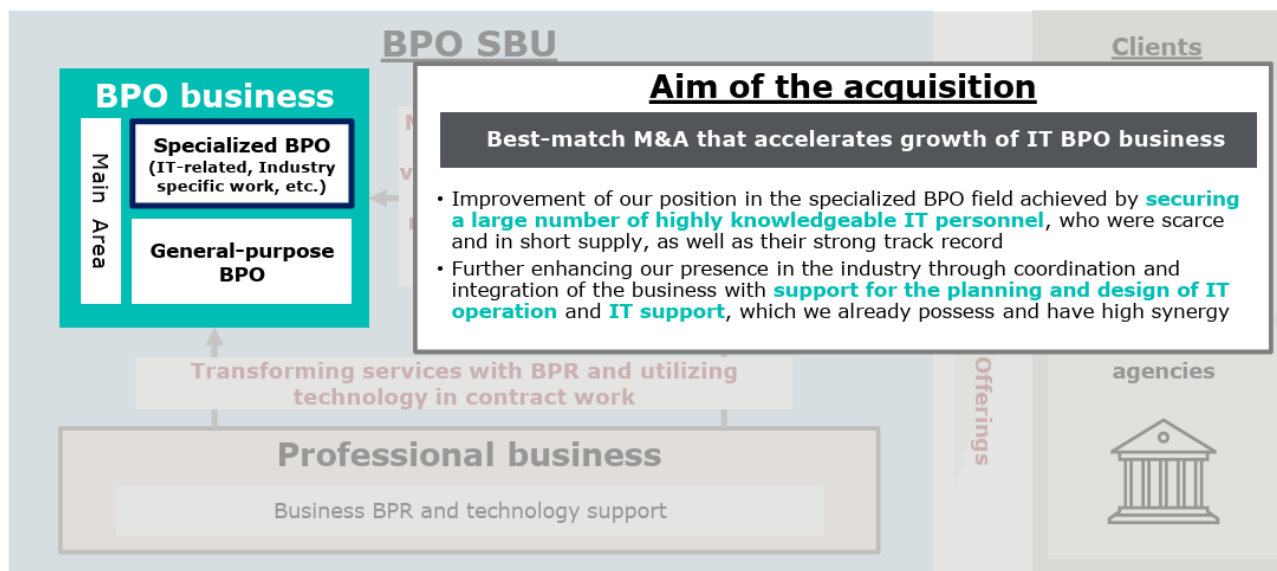 BPO SBU
Clients
BPO business
Main Area
Specialized BPO
(IT-related, Industry
specific work, etc.)
General-purpose
BPO
Aim of the acquisition
Best-match M&A that accelerates growth of IT BPO business
• Improvement of our position in the specialized BPO field achieved by securing
a large number of highly knowledgeable IT personnel, who were scarce
and in short supply, as well as their strong track record
• Further enhancing our presence in the industry through coordination and
integration of the business with support for the planning and design of IT
operation and IT support, which we already possess and have high synergy
Transforming services with BPR and utilizing
technology in contract work
Offerings
agencies
Professional business
Business BPR and technology support